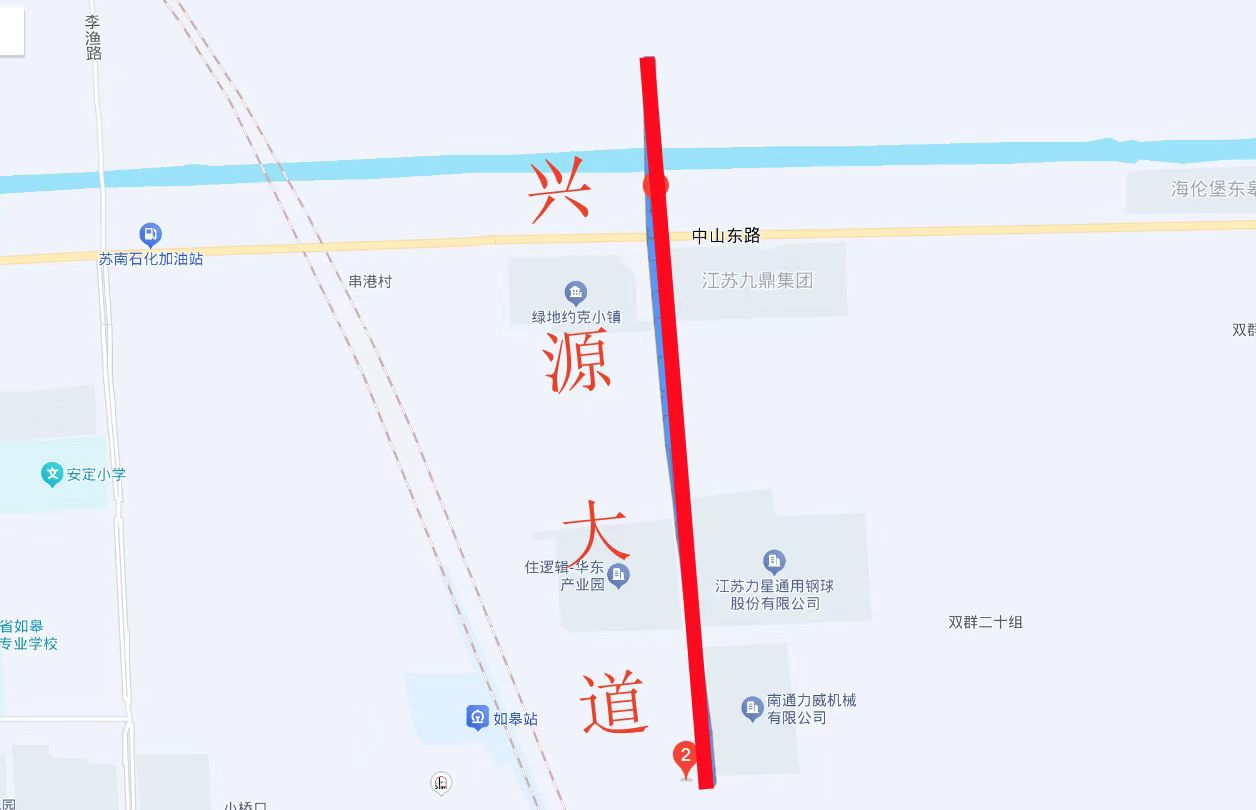 李渔路
兴源大道
海伦堡东
中山东路
苏南石化加油站
串港村
江苏九鼎集团
绿地约克小镇
双群
安定小学
住逻辑-华东
产业园
江苏力星通用钢球
股份有限公司
双群二十组
省如皋
专业学校
南通力威机械
有限公司
如皋站
2
小桥口
园